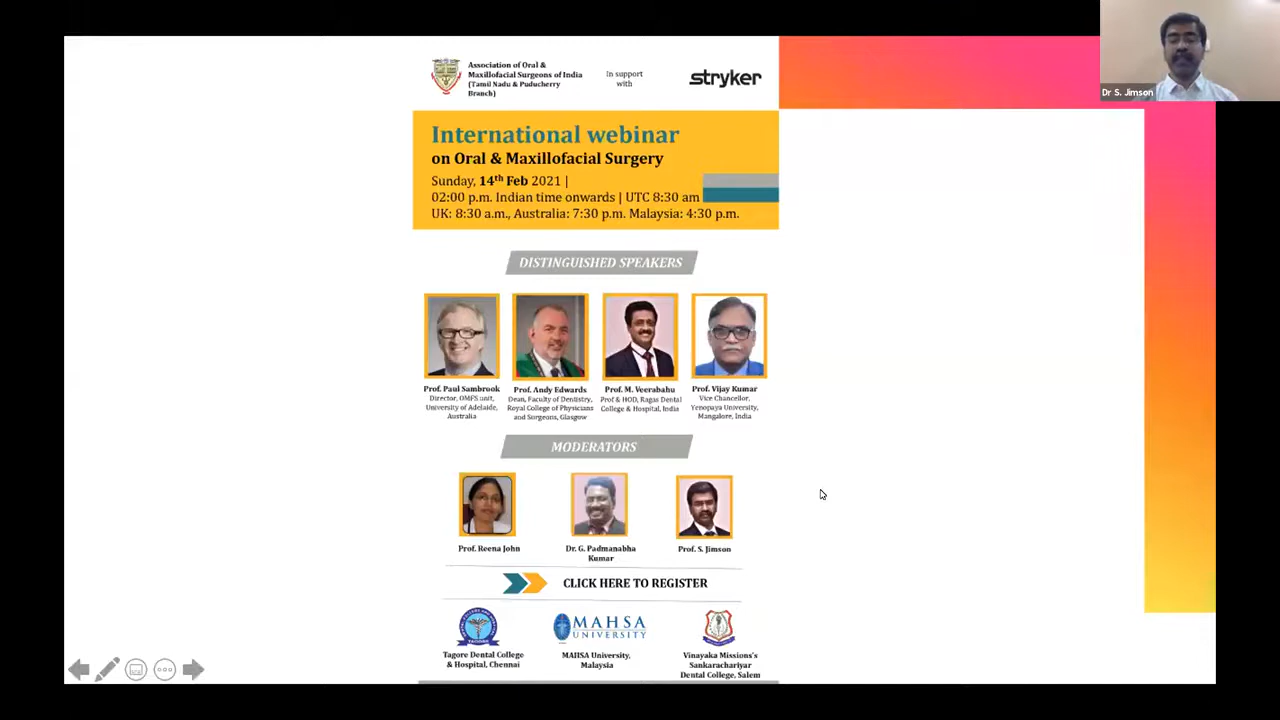 Association of Oral &
Maxillofacial Surgeons of India
(Tamil Nadu & Puducherry
Branch)
In support
with
stryker
Dr S. Jimson
International webinar
on Oral & Maxillofacial Surgery
Sunday, 14th Feb 2021 |
02:00 p.m. Indian time onwards | UTC 8:30 am
UK: 8:30 a.m., Australia: 7:30 p.m. Malaysia: 4:30 p.m.
DISTINGUISHED SPEAKERS
Prof. Paul Sambrook
Director, OMFS unit,
University of Adelaide,
Australia
Prof. Andy Edwards
Dean, Faculty of Dentistry,
Royal College of Physicians
and Surgeons, Glasgow
Prof. M. Veerabahu
Prof & HOD, Ragas Dental
College & Hospital, India
Prof. Vijay Kumar
Vice Chancellor,
Yenopaya University,
Mangalore, India
MODERATORS
Prof. Reena John
Dr. G. Padmanabha
Kumar
Prof. S. Jimson
CLICK HERE TO REGISTER
Tagore Dental College
& Hospital, Chennai
MAHSA
UNIVERSITY
MAHSA University,
Malaysia
Vinayaka Missions's
Sankarachariyar
Dental College, Salem